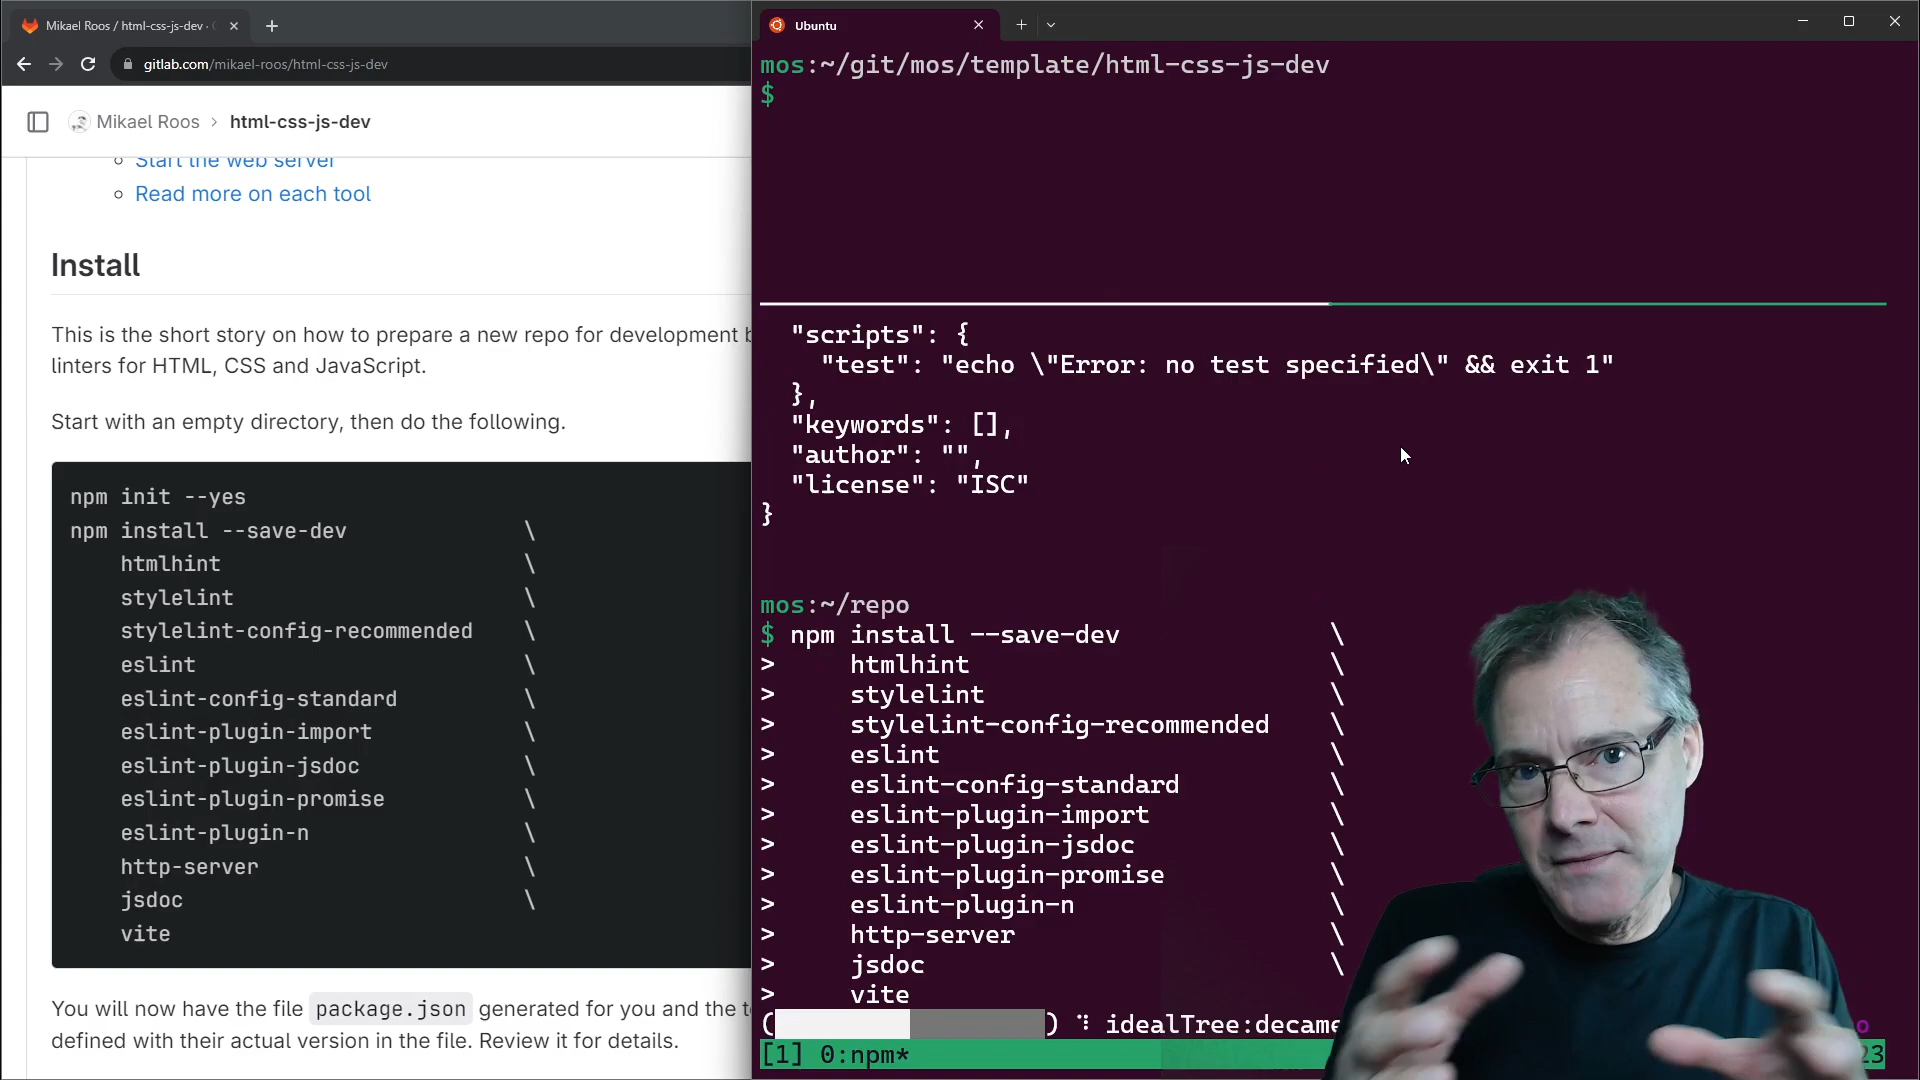 Mikael Roos / html-css-js-dev ·
gitlab.com/mikael-roos/html-css-js-dev
Mikael Roos > html-css-js-dev
Start the web server
Read more on each tool
Install
This is the short story on how to prepare a new repo for development
linters for HTML, CSS and JavaScript.
Start with an empty directory, then do the following.
npm init --yes
npm install --save-dev \
htmlhint \
stylelint \
stylelint-config-recommended \
eslint \
eslint-config-standard \
eslint-plugin-import \
eslint-plugin-jsdoc \
eslint-plugin-promise \
eslint-plugin-n \
http-server \
jsdoc \
vite
You will now have the file package.json generated for you and the
defined with their actual version in the file. Review it for details.
Ubuntu
mos:~/git/mos/template/html-css-js-dev
$
"scripts": {
"test": "echo \"Error: no test specified\" && exit 1"
},
"keywords": [],
"author": "",
"license": "ISC"
}
mos:~/repo
$ npm install --save-dev \
> htmlhint \
> stylelint \
> stylelint-config-recommended \
> eslint \
> eslint-config-standard \
> eslint-plugin-import \
> eslint-plugin-jsdoc \
> eslint-plugin-promise \
> eslint-plugin-n \
> http-server \
> jsdoc \
> vite
( ) ⠹ idealTree:decame
[1] 0:npm* 23